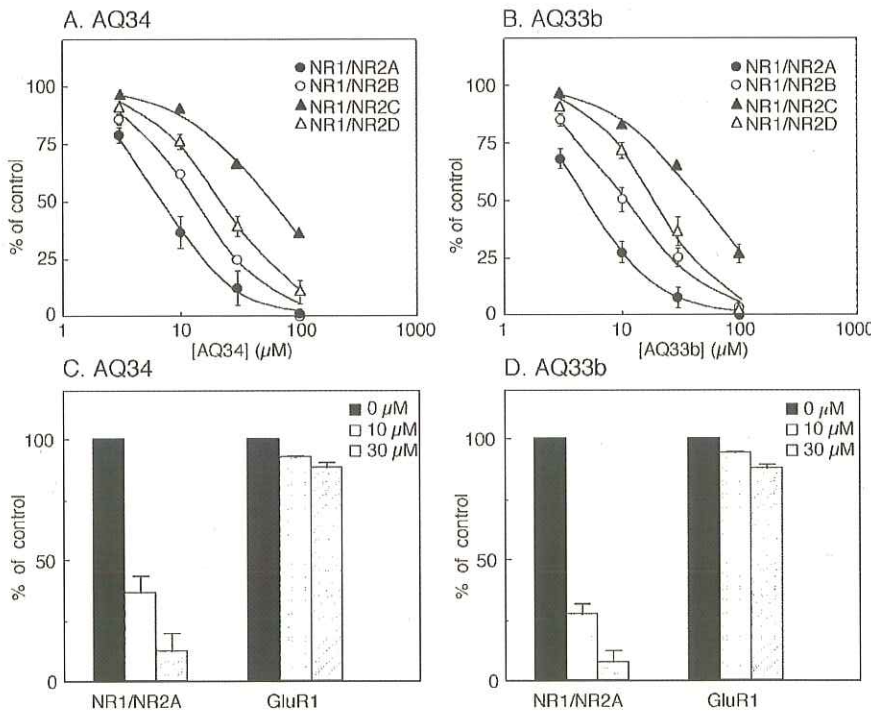 A. AQ34
% of control
100
75
50
25
0
NR1/NR2A
NR1/NR2B
NR1/NR2C
NR1/NR2D
1
10
100
1000
[AQ34] (µM)
B. AQ33b
% of control
100
75
50
25
0
NR1/NR2A
NR1/NR2B
NR1/NR2C
NR1/NR2D
1
10
100
1000
[AQ33b] (µM)
C. AQ34
% of control
100
50
0
0 µM
10 µM
30 µM
NR1/NR2A
GluR1
D. AQ33b
% of control
100
50
0
0 µM
10 µM
30 µM
NR1/NR2A
GluR1